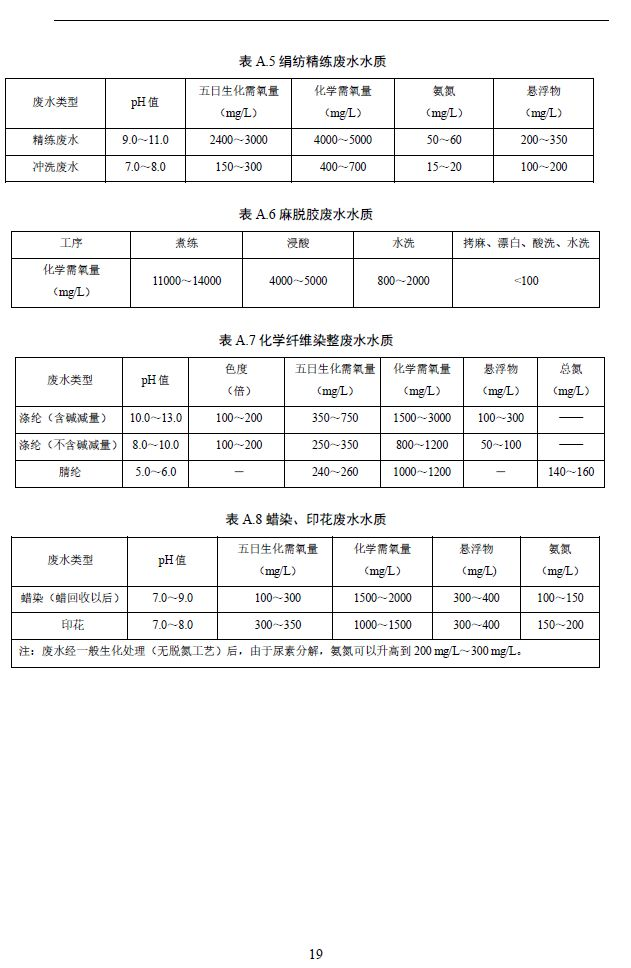 表 A.5 绢纺精练废水水质
废水类型 pH 值 五日生化需氧量（mg/L） 化学需氧量（mg/L） 氨氮（mg/L） 悬浮物（mg/L）
精练废水 9.0～11.0 2400～3000 4000～5000 50～60 200～350
冲洗废水 7.0～8.0 150～300 400～700 15～20 100～200
表 A.6 麻脱胶废水水质
工序 煮练 浸酸 水洗 拷麻、漂白、酸洗、水洗
化学需氧量（mg/L） 11000～14000 4000～5000 800～2000 <100
表 A.7 化学纤维染整废水水质
废水类型 pH 值 色度（倍） 五日生化需氧量（mg/L） 化学需氧量（mg/L） 悬浮物（mg/L） 总氮（mg/L）
涤纶（含碱减量） 10.0～13.0 100～200 350～750 1500～3000 100～300 ——
涤纶（不含碱减量） 8.0～10.0 100～200 250～350 800～1200 50～100 ——
腈纶 5.0～6.0 － 240～260 1000～1200 － 140～160
表 A.8 蜡染、印花废水水质
废水类型 pH 值 五日生化需氧量（mg/L） 化学需氧量（mg/L） 悬浮物（mg/L） 氨氮（mg/L）
蜡染（蜡回收以后） 7.0～9.0 100～300 1500～2000 300～400 100～150
印花 7.0～8.0 300～350 1000～1500 300～400 150～200
注：废水经一般生化处理（无脱氮工艺）后，由于尿素分解，氨氮可以升高到 200 mg/L～300 mg/L。
19